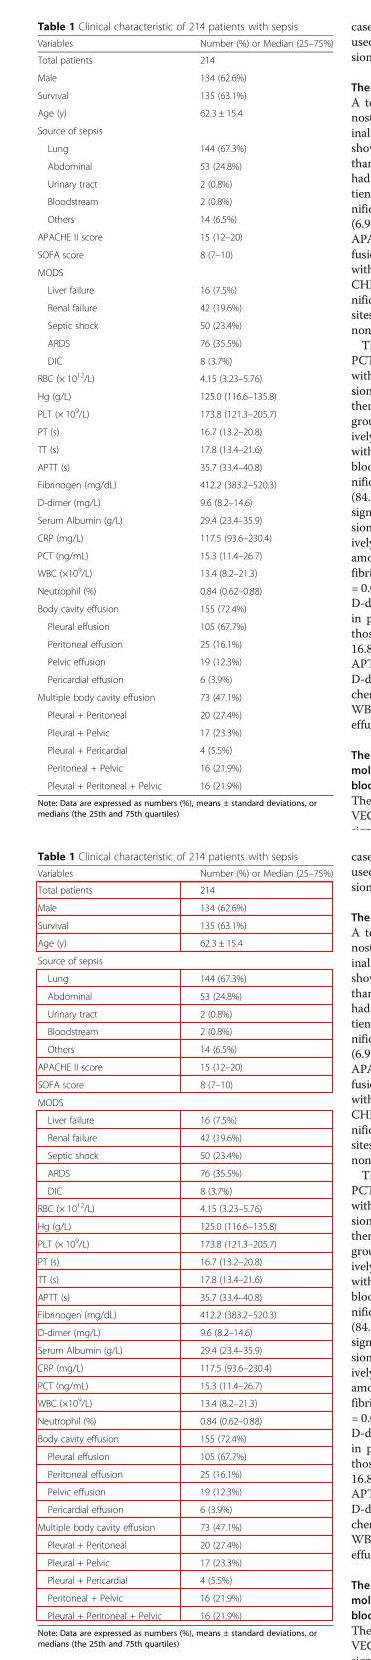 Table 1 Clinical characteristic of 214 patients with sepsis
Variables Number (%) or Median (25–75%)
Total patients 214
Male 134 (62.6%)
Survival 135 (63.1%)
Age (y) 62.3 ± 15.4
Source of sepsis
Lung 144 (67.3%)
Abdominal 53 (24.8%)
Urinary tract 2 (0.8%)
Bloodstream 2 (0.8%)
Others 14 (6.5%)
APACHE II score 15 (12–20)
SOFA score 8 (7–10)
MODS
Liver failure 16 (7.5%)
Renal failure 42 (19.6%)
Septic shock 50 (23.4%)
ARDS 76 (35.5%)
DIC 8 (3.7%)
RBC (× 10¹²/L) 4.15 (3.23–5.76)
Hg (g/L) 125.0 (116.6–135.8)
PLT (× 10⁹/L) 173.8 (121.3–205.7)
PT (s) 16.7 (13.2–20.8)
TT (s) 17.8 (13.4–21.6)
APTT (s) 35.7 (33.4–40.8)
Fibrinogen (mg/dL) 412.2 (383.2–520.3)
D-dimer (mg/L) 9.6 (8.2–14.6)
Serum Albumin (g/L) 29.4 (23.4–35.9)
CRP (mg/L) 117.5 (93.6–230.4)
PCT (ng/mL) 15.3 (11.4–26.7)
WBC (×10⁹/L) 13.4 (8.2–21.3)
Neutrophil (%) 0.84 (0.62–0.88)
Body cavity effusion 155 (72.4%)
Pleural effusion 105 (67.7%)
Peritoneal effusion 25 (16.1%)
Pelvic effusion 19 (12.3%)
Pericardial effusion 6 (3.9%)
Multiple body cavity effusion 73 (47.1%)
Pleural + Peritoneal 20 (27.4%)
Pleural + Pelvic 17 (23.3%)
Pleural + Pericardial 4 (5.5%)
Peritoneal + Pelvic 16 (21.9%)
Pleural + Peritoneal + Pelvic 16 (21.9%)
Note: Data are expressed as numbers (%), means ± standard deviations, or
medians (the 25th and 75th quartiles)
Table 1 Clinical characteristic of 214 patients with sepsis
Variables Number (%) or Median (25–75%)
Total patients 214
Male 134 (62.6%)
Survival 135 (63.1%)
Age (y) 62.3 ± 15.4
Source of sepsis
Lung 144 (67.3%)
Abdominal 53 (24.8%)
Urinary tract 2 (0.8%)
Bloodstream 2 (0.8%)
Others 14 (6.5%)
APACHE II score 15 (12–20)
SOFA score 8 (7–10)
MODS
Liver failure 16 (7.5%)
Renal failure 42 (19.6%)
Septic shock 50 (23.4%)
ARDS 76 (35.5%)
DIC 8 (3.7%)
RBC (× 10¹²/L) 4.15 (3.23–5.76)
Hg (g/L) 125.0 (116.6–135.8)
PLT (× 10⁹/L) 173.8 (121.3–205.7)
PT (s) 16.7 (13.2–20.8)
TT (s) 17.8 (13.4–21.6)
APTT (s) 35.7 (33.4–40.8)
Fibrinogen (mg/dL) 412.2 (383.2–520.3)
D-dimer (mg/L) 9.6 (8.2–14.6)
Serum Albumin (g/L) 29.4 (23.4–35.9)
CRP (mg/L) 117.5 (93.6–230.4)
PCT (ng/mL) 15.3 (11.4–26.7)
WBC (×10⁹/L) 13.4 (8.2–21.3)
Neutrophil (%) 0.84 (0.62–0.88)
Body cavity effusion 155 (72.4%)
Pleural effusion 105 (67.7%)
Peritoneal effusion 25 (16.1%)
Pelvic effusion 19 (12.3%)
Pericardial effusion 6 (3.9%)
Multiple body cavity effusion 73 (47.1%)
Pleural + Peritoneal 20 (27.4%)
Pleural + Pelvic 17 (23.3%)
Pleural + Pericardial 4 (5.5%)
Peritoneal + Pelvic 16 (21.9%)
Pleural + Peritoneal + Pelvic 16 (21.9%)
Note: Data are expressed as numbers (%), means ± standard deviations, or
medians (the 25th and 75th quartiles)